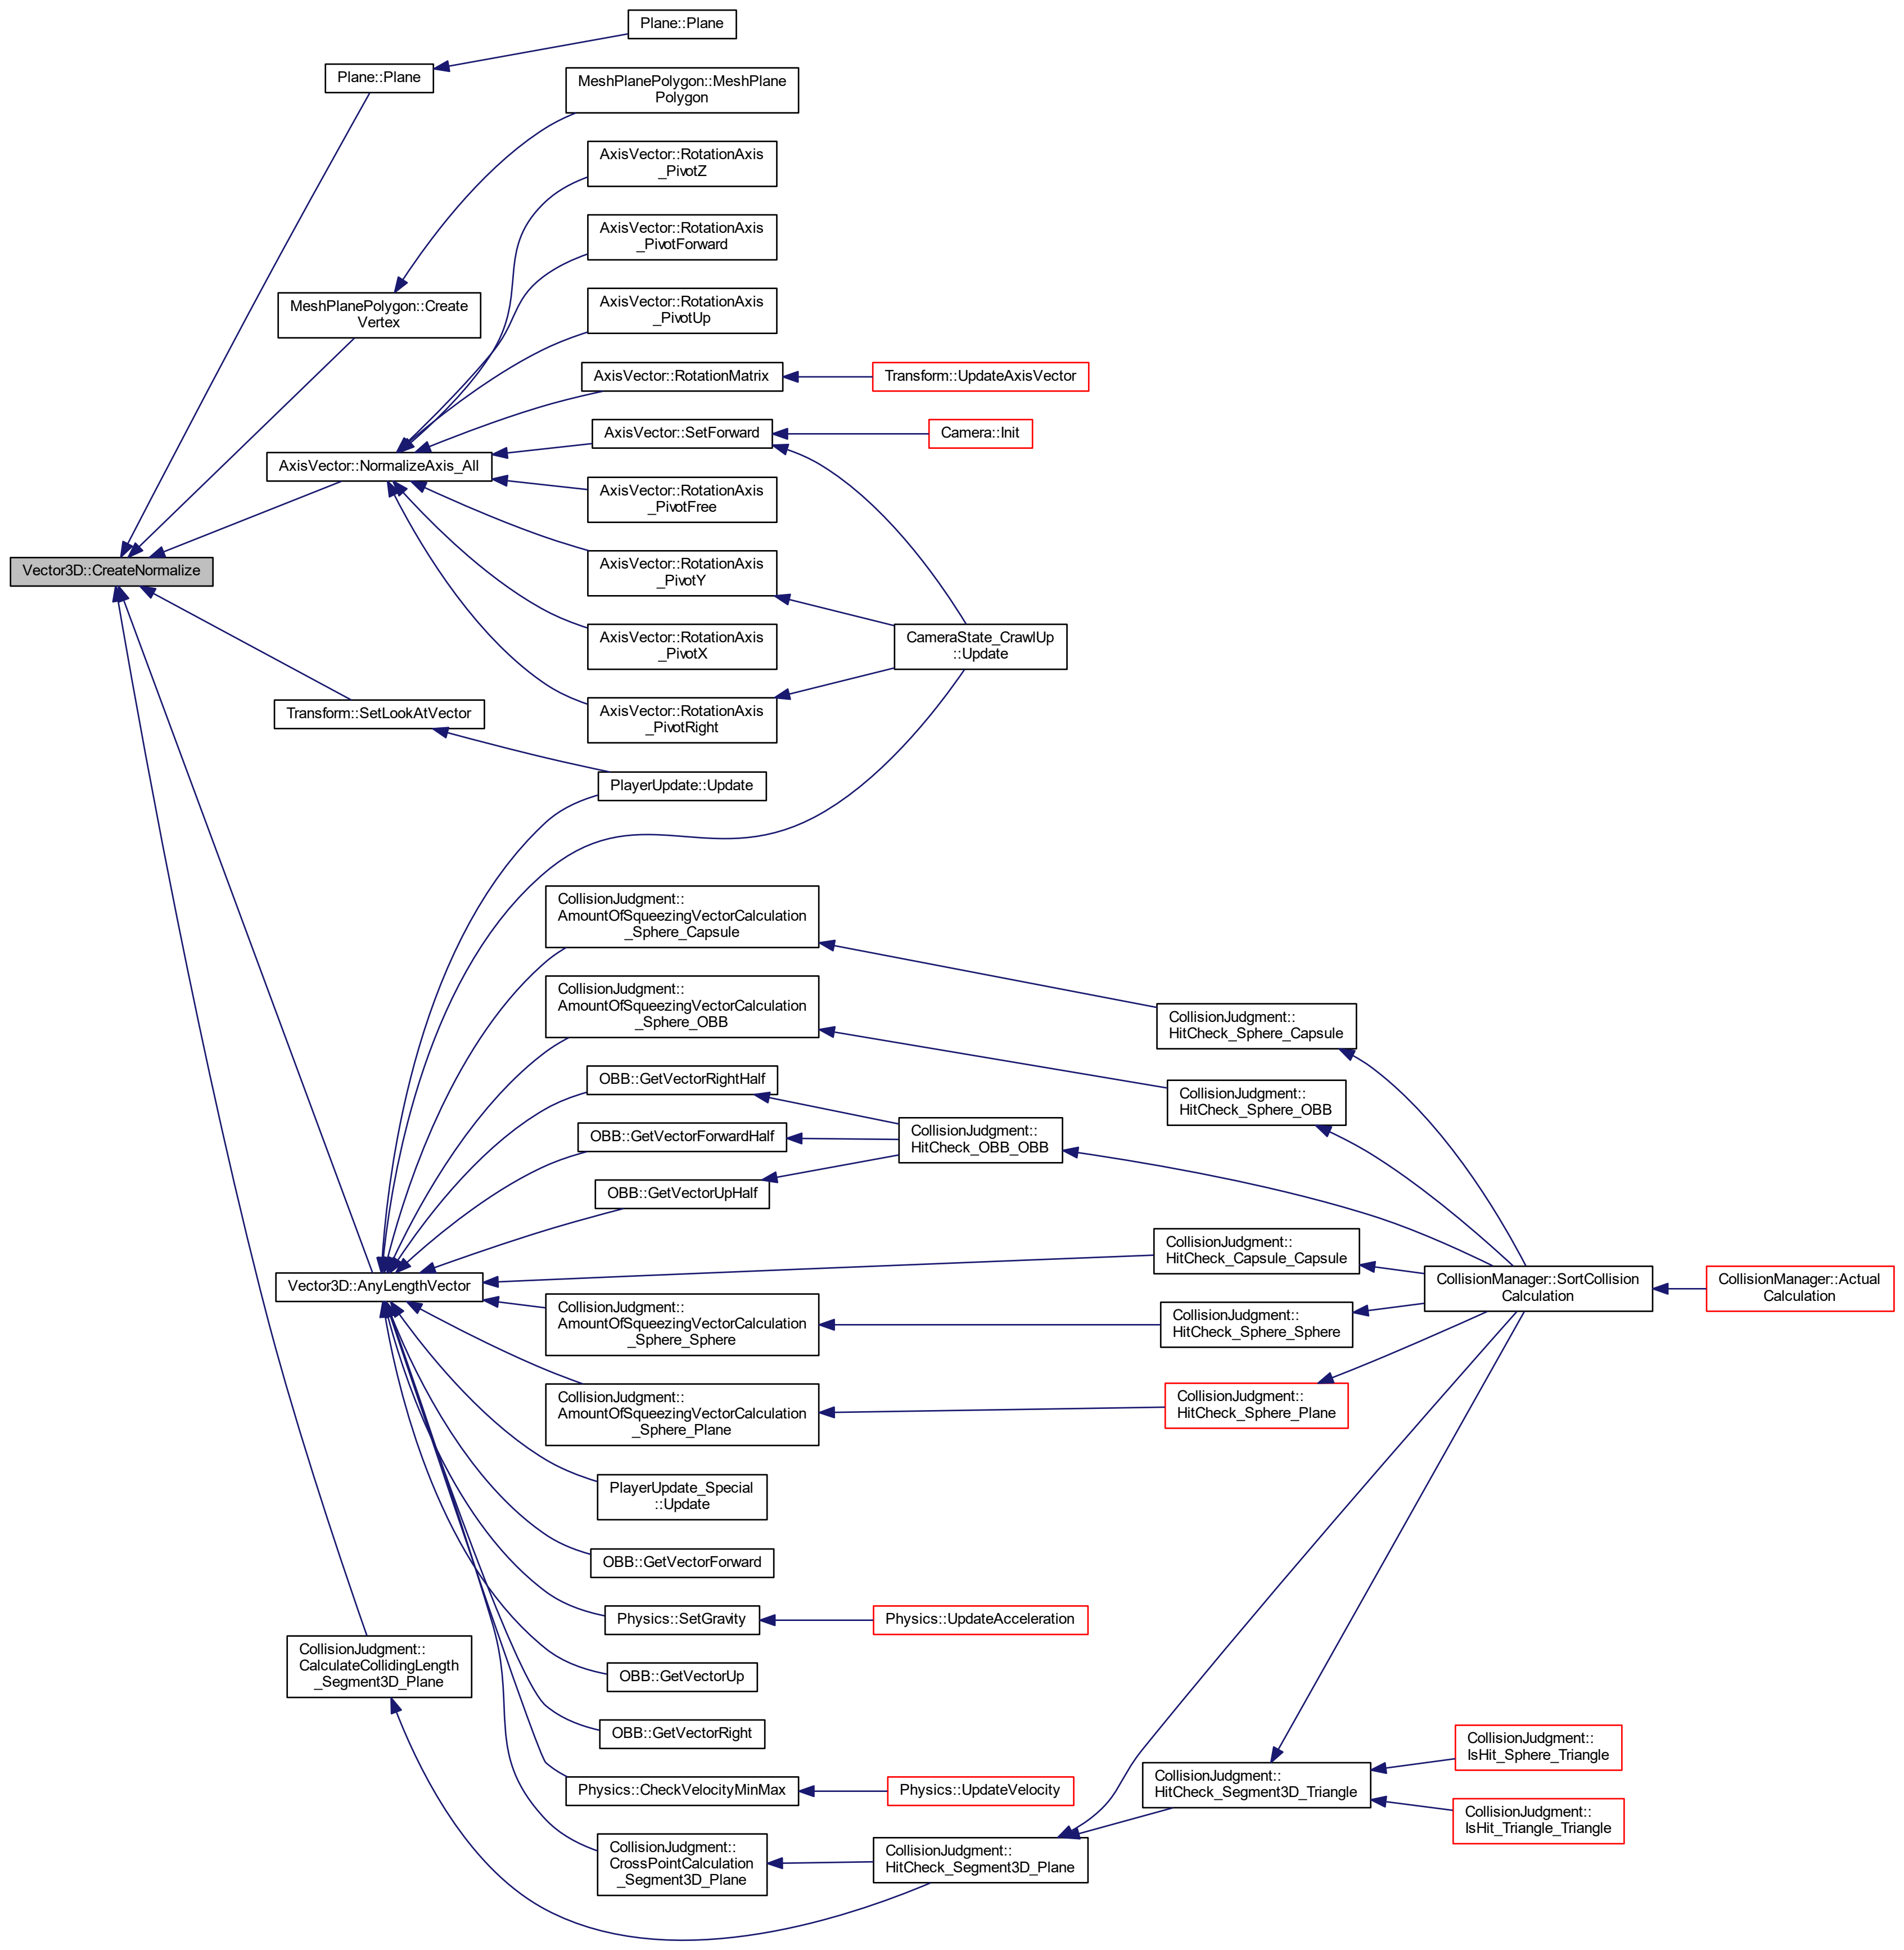 Plane::Plane
Plane::Plane
MeshPlanePolygon::MeshPlane
Polygon
AxisVector::RotationAxis
_PivotZ
AxisVector::RotationAxis
_PivotForward
MeshPlanePolygon::Create
Vertex
AxisVector::RotationAxis
_PivotUp
AxisVector::RotationMatrix
Transform::UpdateAxisVector
AxisVector::SetForward
Camera::Init
AxisVector::NormalizeAxis_All
AxisVector::RotationAxis
_PivotFree
Vector3D::CreateNormalize
AxisVector::RotationAxis
_PivotY
AxisVector::RotationAxis
_PivotX
CameraState_CrawlUp
::Update
Transform::SetLookAtVector
AxisVector::RotationAxis
_PivotRight
PlayerUpdate::Update
CollisionJudgment::
AmountOfSqueezingVectorCalculation
_Sphere_Capsule
CollisionJudgment::
AmountOfSqueezingVectorCalculation
_Sphere_OBB
CollisionJudgment::
HitCheck_Sphere_Capsule
OBB::GetVectorRightHalf
CollisionJudgment::
HitCheck_Sphere_OBB
OBB::GetVectorForwardHalf
CollisionJudgment::
HitCheck_OBB_OBB
OBB::GetVectorUpHalf
CollisionJudgment::
HitCheck_Capsule_Capsule
Vector3D::AnyLengthVector
CollisionManager::SortCollision
Calculation
CollisionManager::Actual
Calculation
CollisionJudgment::
AmountOfSqueezingVectorCalculation
_Sphere_Sphere
CollisionJudgment::
HitCheck_Sphere_Sphere
CollisionJudgment::
AmountOfSqueezingVectorCalculation
_Sphere_Plane
CollisionJudgment::
HitCheck_Sphere_Plane
PlayerUpdate_Special
::Update
OBB::GetVectorForward
Physics::SetGravity
Physics::UpdateAcceleration
CollisionJudgment::
CalculateCollidingLength
_Segment3D_Plane
OBB::GetVectorUp
OBB::GetVectorRight
CollisionJudgment::
IsHit_Sphere_Triangle
Physics::CheckVelocityMinMax
Physics::UpdateVelocity
CollisionJudgment::
HitCheck_Segment3D_Triangle
CollisionJudgment::
IsHit_Triangle_Triangle
CollisionJudgment::
CrossPointCalculation
_Segment3D_Plane
CollisionJudgment::
HitCheck_Segment3D_Plane